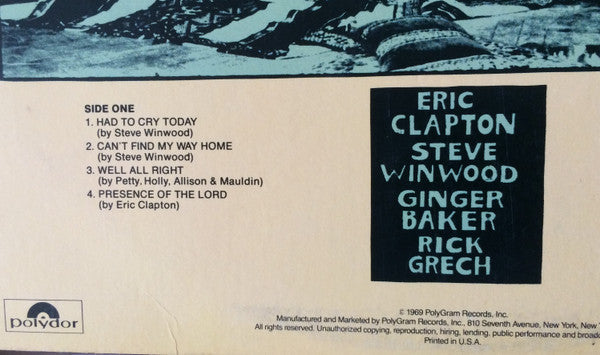 SIDE ONE
1. HAD TO CRY TODAY
(by Steve Winwood)
2. CAN'T FIND MY WAY HOME
(by Steve Winwood)
3. WELL ALL RIGHT
(by Petty. Holly, Allison & Mauldin)
4. PRESENCE OF THE LORD
(by Eric Clapton)
ERIC
CLAPTON
STEVE
WINWOOD
GINGER
BAKER
RICK
GRECH
polydor
© 1969 PolyGram Records, Inc.
Manufactured and Marketed by PolyGram Records, Inc., 810 Seventh Avenue, New York, New
All rights reserved. Unauthorized copying, reproduction, hiring, lending, public performance and
Printed in U.S.A.